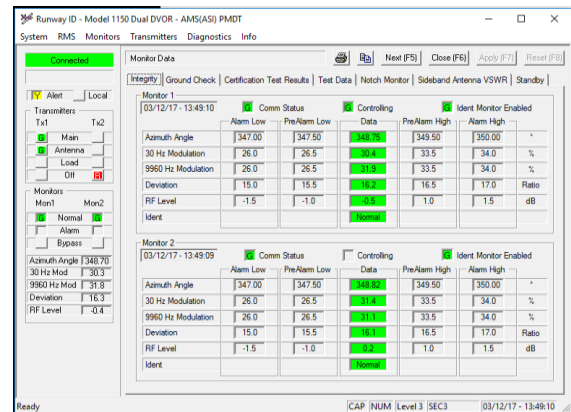 Runway ID - Model 1150 Dual DVOR - AMS(ASI) PMDT
System RMS Monitors Transmitters Diagnostics Info
Connected
Monitor Data
Next (F5) Close (F6) Apply (F7) Reset (F8)
Integrity Ground Check Certification Test Results Test Data Notch Monitor Sideband Antenna VSWR Standby
Y Alert Local
Transmitters
Tx1 Tx2
G Main
G Antenna
Load
Off R
Monitors
Mon1 Mon2
G Normal G
Alarm
Bypass
Azimuth Angle 348.70
30 Hz Mod 30.3
9960 Hz Mod 31.8
Deviation 16.3
RF Level -0.4
Monitor 1
03/12/17 - 13:49:10 G Comm Status G Controlling G Ident Monitor Enabled
Alarm Low PreAlarm Low Data PreAlarm High Alarm High
Azimuth Angle 347.00 347.50 348.75 349.50 350.00 °
30 Hz Modulation 26.0 26.5 30.4 33.5 34.0 %
9960 Hz Modulation 26.0 26.5 31.9 33.5 34.0 %
Deviation 15.0 15.5 16.2 16.5 17.0 Ratio
RF Level -1.5 -1.0 -0.5 1.0 1.5 dB
Ident Normal
Monitor 2
03/12/17 - 13:49:09 G Comm Status Controlling G Ident Monitor Enabled
Alarm Low PreAlarm Low Data PreAlarm High Alarm High
Azimuth Angle 347.00 347.50 348.82 349.50 350.00 °
30 Hz Modulation 26.0 26.5 31.4 33.5 34.0 %
9960 Hz Modulation 26.0 26.5 31.1 33.5 34.0 %
Deviation 15.0 15.5 16.1 16.5 17.0 Ratio
RF Level -1.5 -1.0 0.2 1.0 1.5 dB
Ident Normal
Ready CAP NUM Level 3 SEC3 03/12/17 - 13:49:10